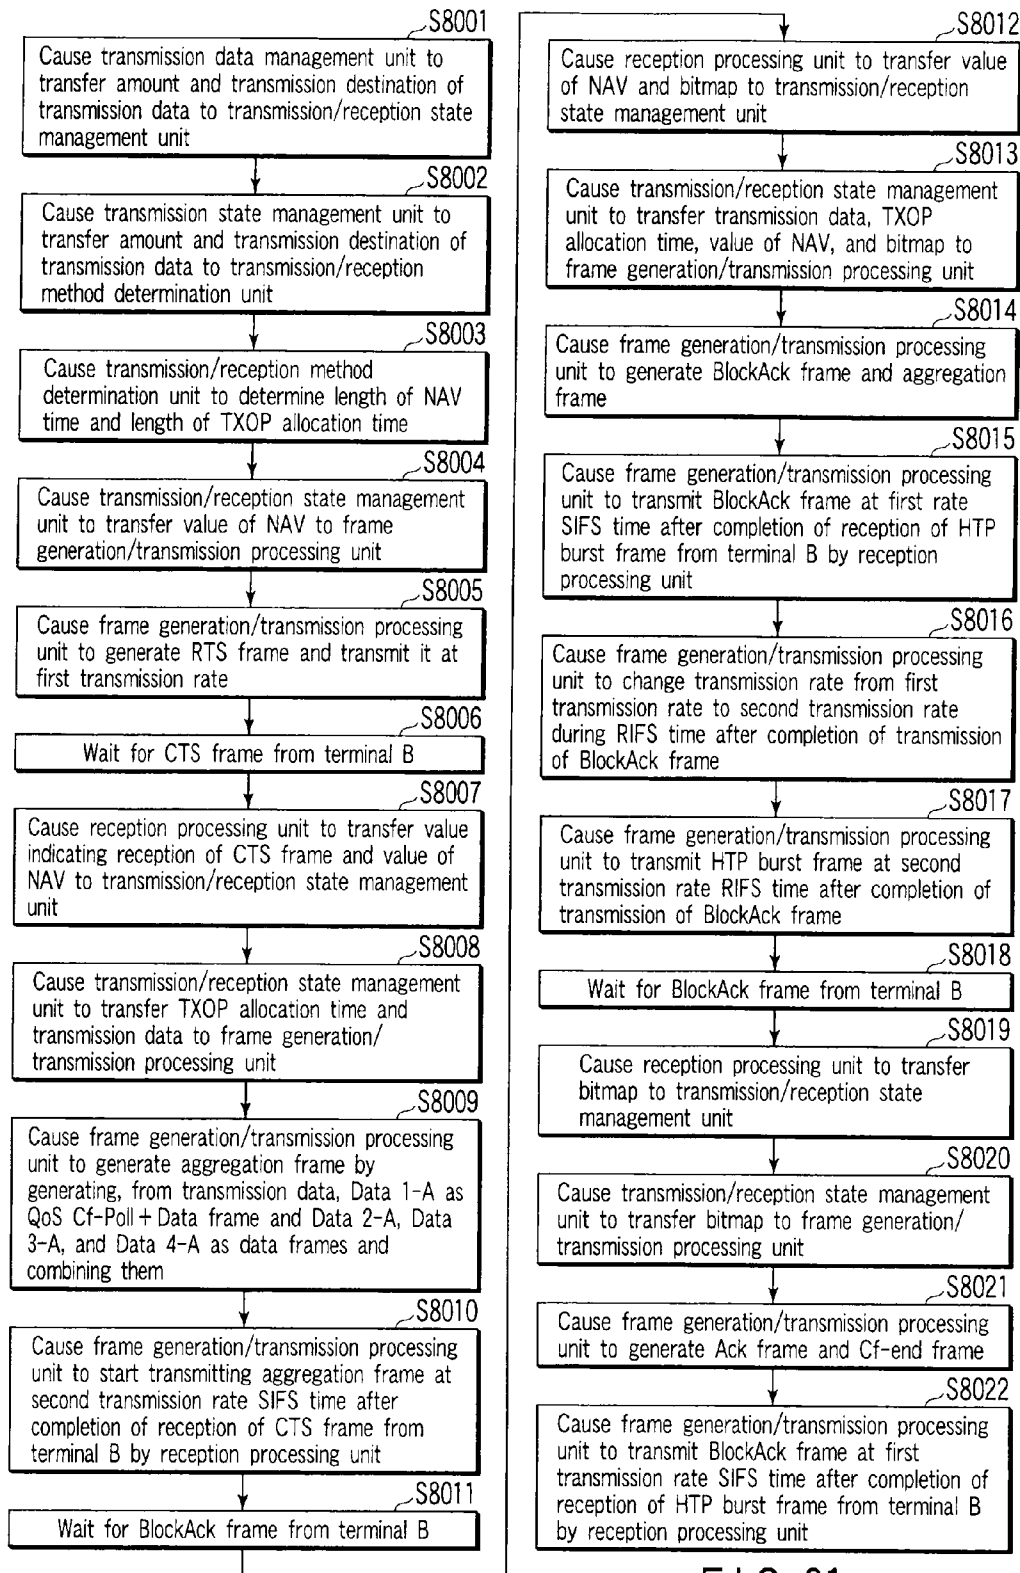 S8001
Cause transmission data management unit to
transfer amount and transmission destination of
transmission data to transmission/reception state
management unit
S8002
Cause transmission state management unit to
transfer amount and transmission destination of
transmission data to transmission/reception
method determination unit
S8003
Cause transmission/reception method
determination unit to determine length of NAV
time and length of TXOP allocation time
S8004
Cause transmission/reception state management
unit to transfer value of NAV to frame
generation/transmission processing unit
S8005
Cause frame generation/transmission processing
unit to generate RTS frame and transmit it at
first transmission rate
S8006
Wait for CTS frame from terminal B
S8007
Cause reception processing unit to transfer value
indicating reception of CTS frame and value of
NAV to transmission/reception state management
unit
S8008
Cause transmission/reception state management
unit to transfer TXOP allocation time and
transmission data to frame generation/
transmission processing unit
S8009
Cause frame generation/transmission processing
unit to generate aggregation frame by
generating, from transmission data, Data 1-A as
QoS Cf-Poll + Data frame and Data 2-A, Data
3-A, and Data 4-A as data frames and
combining them
S8010
Cause frame generation/transmission processing
unit to start transmitting aggregation frame at
second transmission rate SIFS time after
completion of reception of CTS frame from
terminal B by reception processing unit
S8011
Wait for BlockAck frame from terminal B
S8012
Cause reception processing unit to transfer value
of NAV and bitmap to transmission/reception
state management unit
S8013
Cause transmission/reception state management
unit to transfer transmission data, TXOP
allocation time, value of NAV, and bitmap to
frame generation/transmission processing unit
S8014
Cause frame generation/transmission processing
unit to generate BlockAck frame and aggregation
frame
S8015
Cause frame generation/transmission processing
unit to transmit BlockAck frame at first rate
SIFS time after completion of reception of HTP
burst frame from terminal B by reception
processing unit
S8016
Cause frame generation/transmission processing
unit to change transmission rate from first
transmission rate to second transmission rate
during RIFS time after completion of transmission
of BlockAck frame
S8017
Cause frame generation/transmission processing
unit to transmit HTP burst frame at second
transmission rate RIFS time after completion of
transmission of BlockAck frame
S8018
Wait for BlockAck frame from terminal B
S8019
Cause reception processing unit to transfer
bitmap to transmission/reception state
management unit
S8020
Cause transmission/reception state management
unit to transfer bitmap to frame generation/
transmission processing unit
S8021
Cause frame generation/transmission processing
unit to generate Ack frame and Cf-end frame
S8022
Cause frame generation/transmission processing
unit to transmit BlockAck frame at first
transmission rate SIFS time after completion of
reception of HTP burst frame from terminal B
by reception processing unit